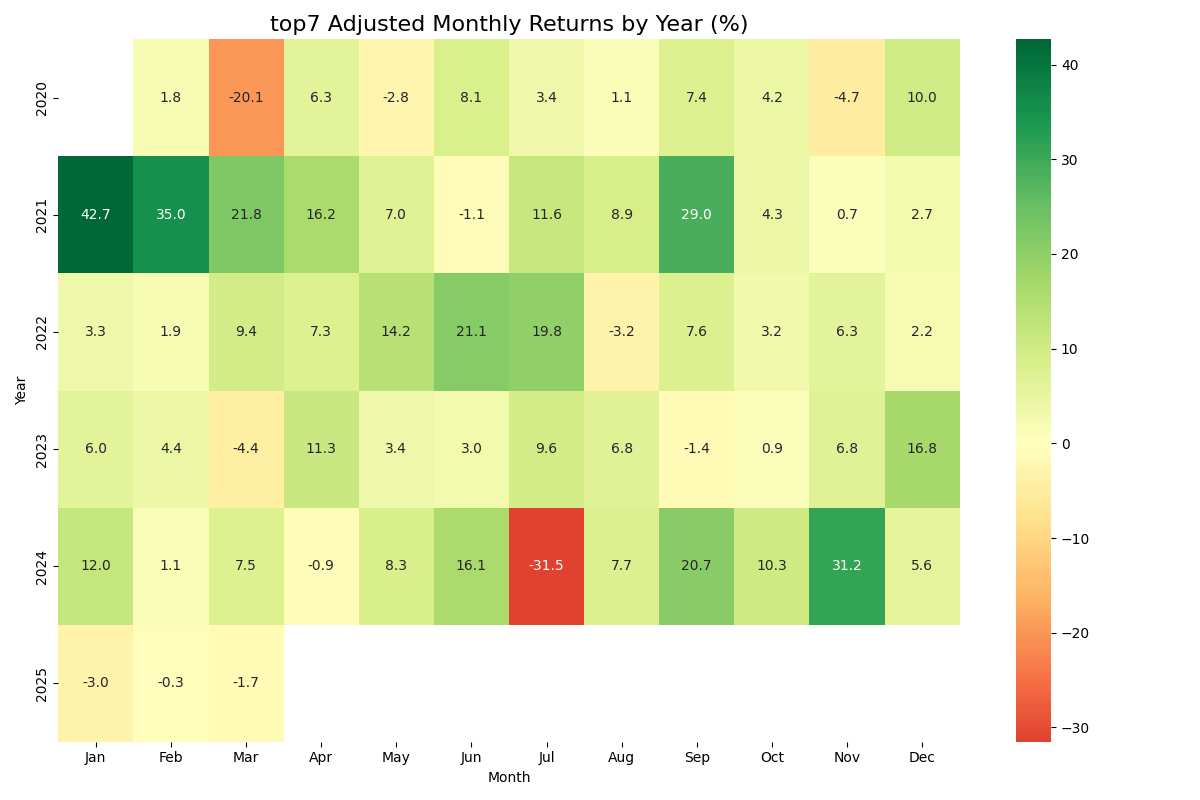 top7 Adjusted Monthly Returns by Year (%)
2020 1.8 -20.1 6.3 -2.8 8.1 3.4 1.1 7.4 4.2 -4.7 10.0
2021 42.7 35.0 21.8 16.2 7.0 -1.1 11.6 8.9 29.0 4.3 0.7 2.7
2022 3.3 1.9 9.4 7.3 14.2 21.1 19.8 -3.2 7.6 3.2 6.3 2.2
2023 6.0 4.4 -4.4 11.3 3.4 3.0 9.6 6.8 -1.4 0.9 6.8 16.8
2024 12.0 1.1 7.5 -0.9 8.3 16.1 -31.5 7.7 20.7 10.3 31.2 5.6
2025 -3.0 -0.3 -1.7
Year
Jan Feb Mar Apr May Jun Jul Aug Sep Oct Nov Dec
Month
40
30
20
10
0
−10
−20
−30